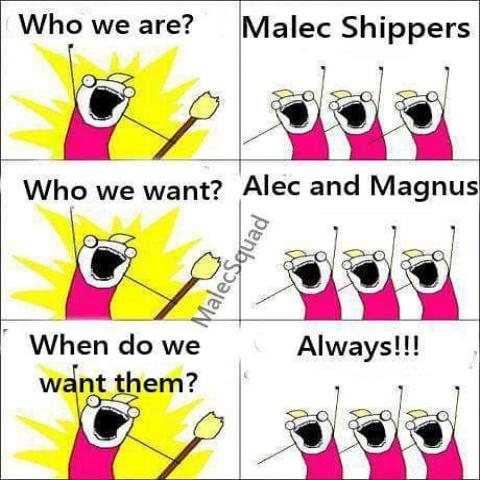 Who we are?
Malec Shippers
Who we want?
Alec and Magnus
MalecSquad
When do we
want them?
Always!!!